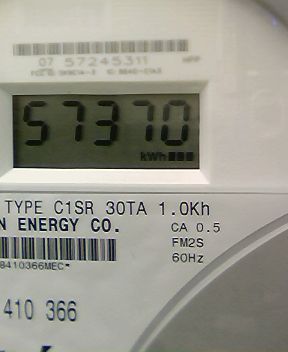 07 57245311
57370
kWh
TYPE C1SR 30TA 1.0Kh
N ENERGY CO.
CA 0.5
FM2S
60Hz
8410366MEC*
410 366